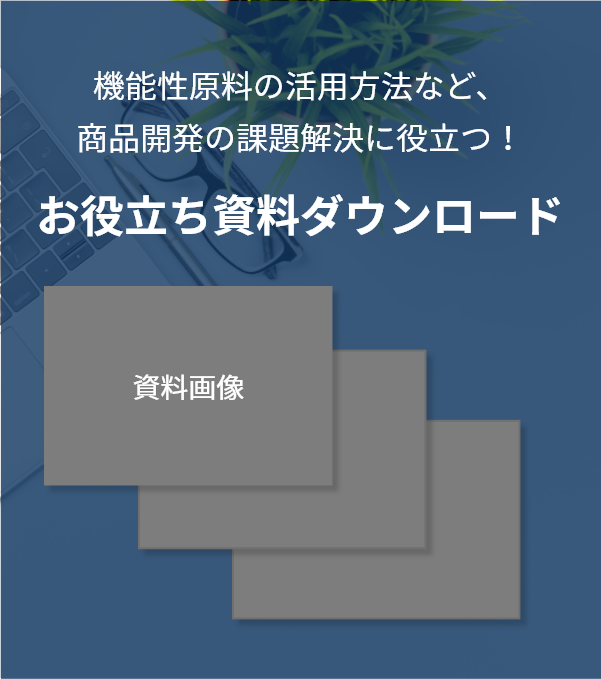 機能性原料の活用方法など、
商品開発の課題解決に役立つ！
お役立ち資料ダウンロード
資料画像